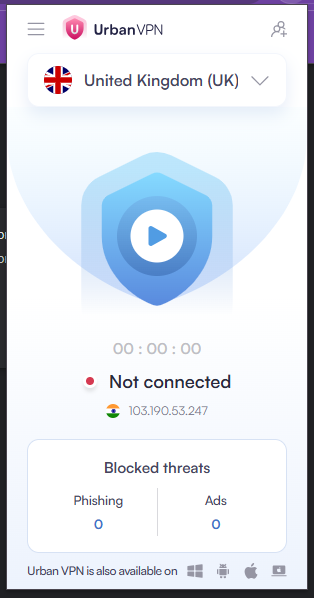 UrbanVPN
United Kingdom (UK)
00 : 00 : 00
Not connected
103.190.53.247
Blocked threats
Phishing
Ads
0
0
Urban VPN is also available on